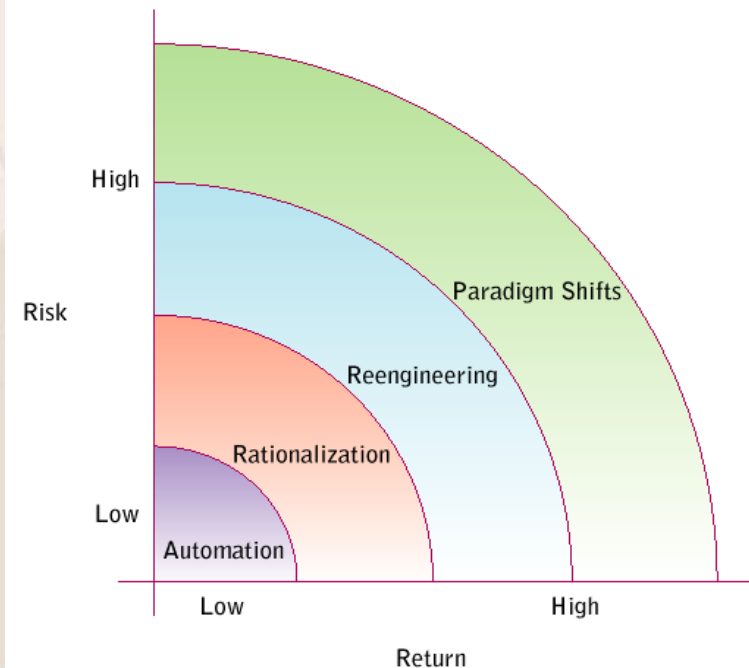 High
Paradigm Shifts
Risk
Reengineering
Rationalization
Low
Automation
Low High
Return